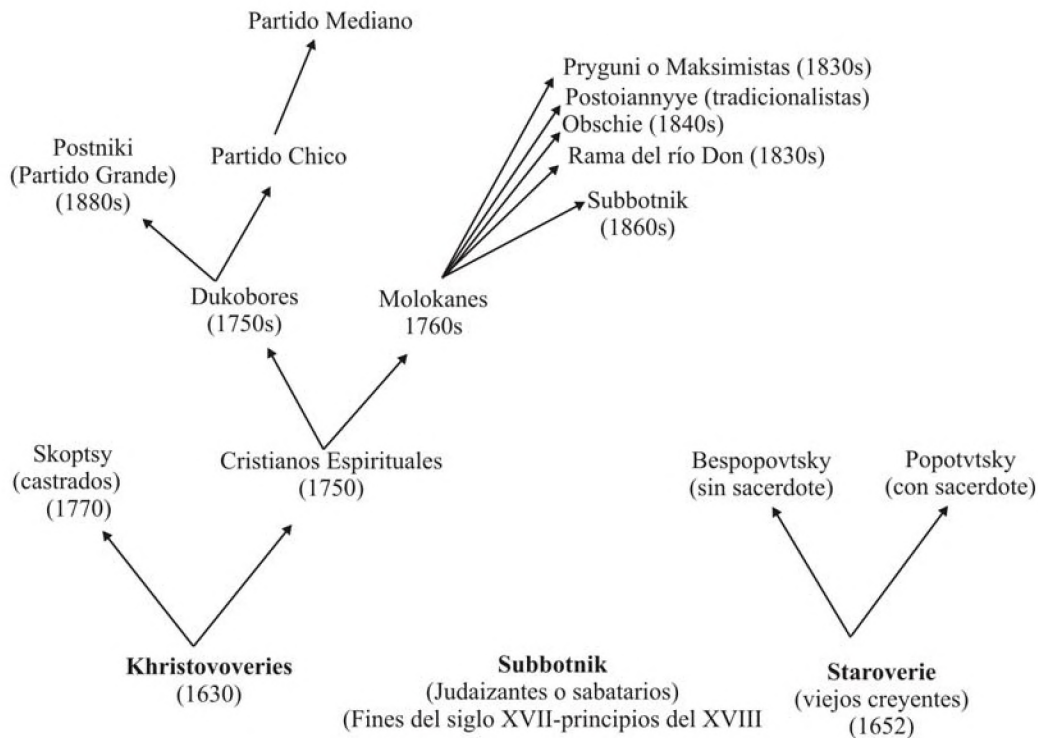 Partido Mediano
Pryguni o Maksimistas (1830s)
Postoiannyye (tradicionalistas)
Obschie (1840s)
Rama del río Don (1830s)
Subbotnik
(1860s)
Postniki
(Partido Grande)
(1880s)
Partido Chico
Dukobores
(1750s)
Molokanes
1760s
Skoptsy
(castrados)
(1770)
Cristianos Espirituales
(1750)
Bespopovtsky
(sin sacerdote)
Popotvtsky
(con sacerdote)
Khristovoveries
(1630)
Subbotnik
(Judaizantes o sabatarios)
(Fines del siglo XVII-principios del XVIII
Staroverie
(viejos creyentes)
(1652)